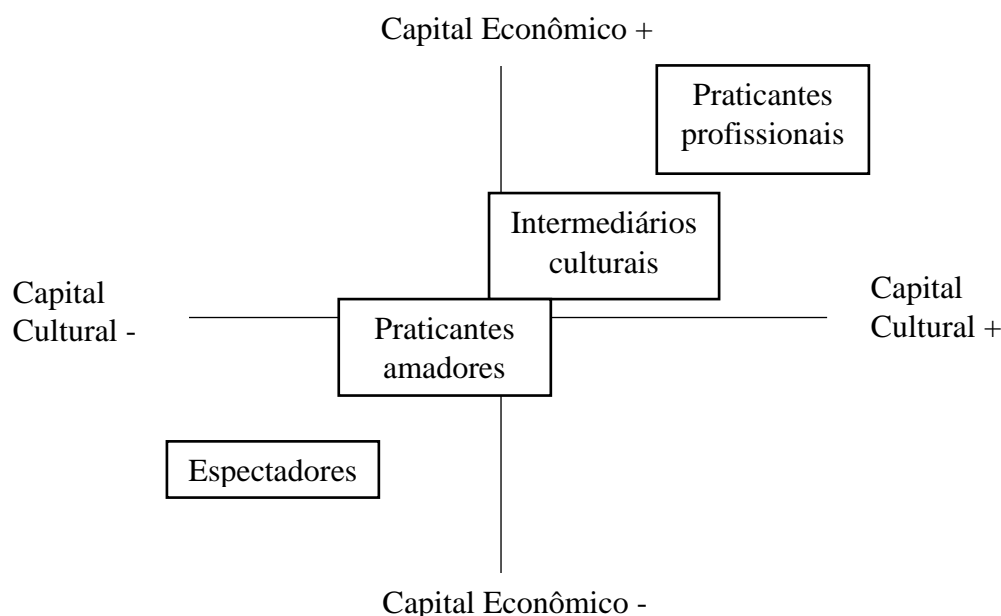 Capital Econômico +
Praticantes
profissionais
Intermediários
culturais
Capital
Cultural -
Capital
Cultural +
Praticantes
amadores
Espectadores
Capital Econômico -